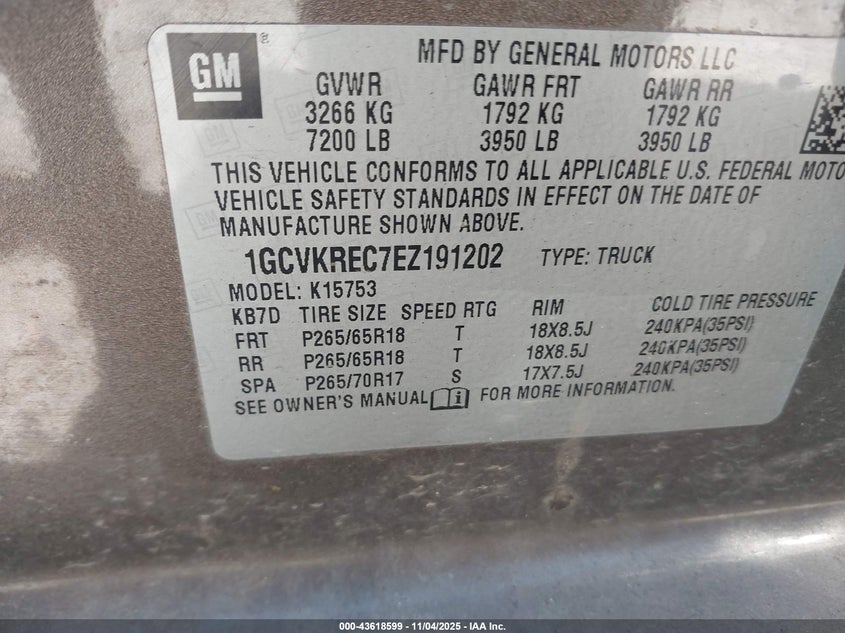 GM ®
MFD BY GENERAL MOTORS LLC
GVWR GAWR FRT GAWR RR
3266 KG 1792 KG 1792 KG
7200 LB 3950 LB 3950 LB
THIS VEHICLE CONFORMS TO ALL APPLICABLE U.S. FEDERAL MOTO
VEHICLE SAFETY STANDARDS IN EFFECT ON THE DATE OF
MANUFACTURE SHOWN ABOVE.
1GCVKREC7EZ191202 TYPE: TRUCK
MODEL: K15753
KB7D TIRE SIZE SPEED RTG RIM COLD TIRE PRESSURE
FRT P265/65R18 T 18X8.5J 240KPA(35PSI)
RR P265/65R18 T 18X8.5J 240KPA(35PSI)
SPA P265/70R17 S 17X7.5J 240KPA(35PSI)
SEE OWNER'S MANUAL i FOR MORE INFORMATION.
000-43618599 - 11/04/2025 - IAA Inc.